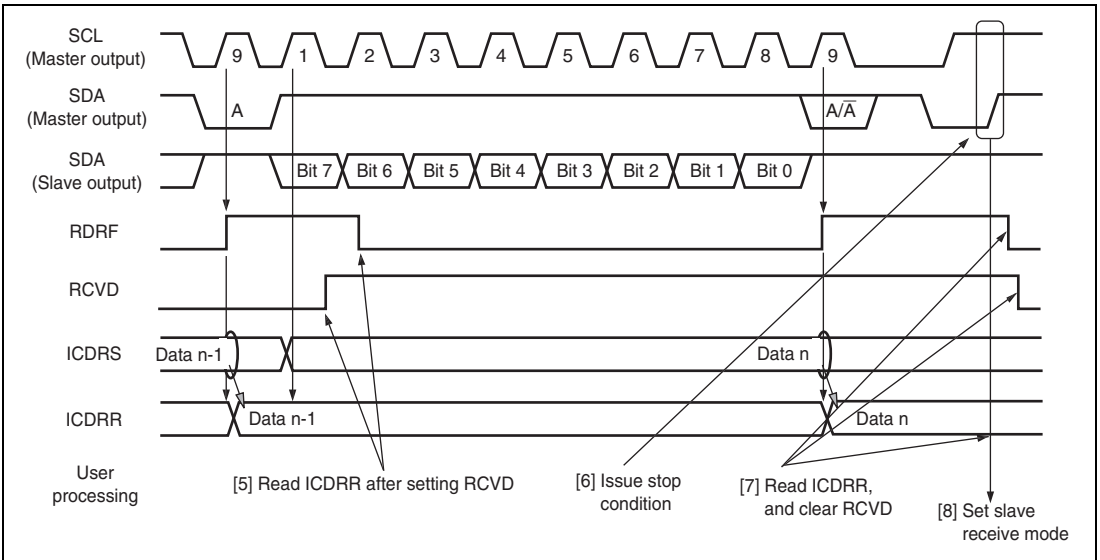 SCL
(Master output)
9 1 2 3 4 5 6 7 8 9
SDA
(Master output)
A A/A̅
SDA
(Slave output)
Bit 7 Bit 6 Bit 5 Bit 4 Bit 3 Bit 2 Bit 1 Bit 0
RDRF
RCVD
ICDRS
Data n-1 Data n
ICDRR
Data n-1 Data n
User
processing
[5] Read ICDRR after setting RCVD
[6] Issue stop
condition
[7] Read ICDRR,
and clear RCVD
[8] Set slave
receive mode